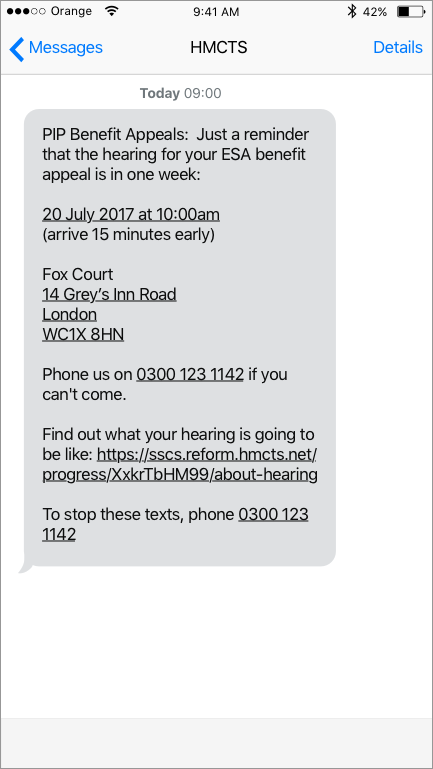 Orange 9:41 AM 42%
Messages HMCTS Details
Today 09:00
PIP Benefit Appeals:  Just a reminder
that the hearing for your ESA benefit
appeal is in one week:
20 July 2017 at 10:00am
(arrive 15 minutes early)
Fox Court
14 Grey’s Inn Road
London
WC1X 8HN
Phone us on 0300 123 1142 if you
can't come.
Find out what your hearing is going to
be like: https://sscs.reform.hmcts.net/
progress/XxkrTbHM99/about-hearing
To stop these texts, phone 0300 123
1142